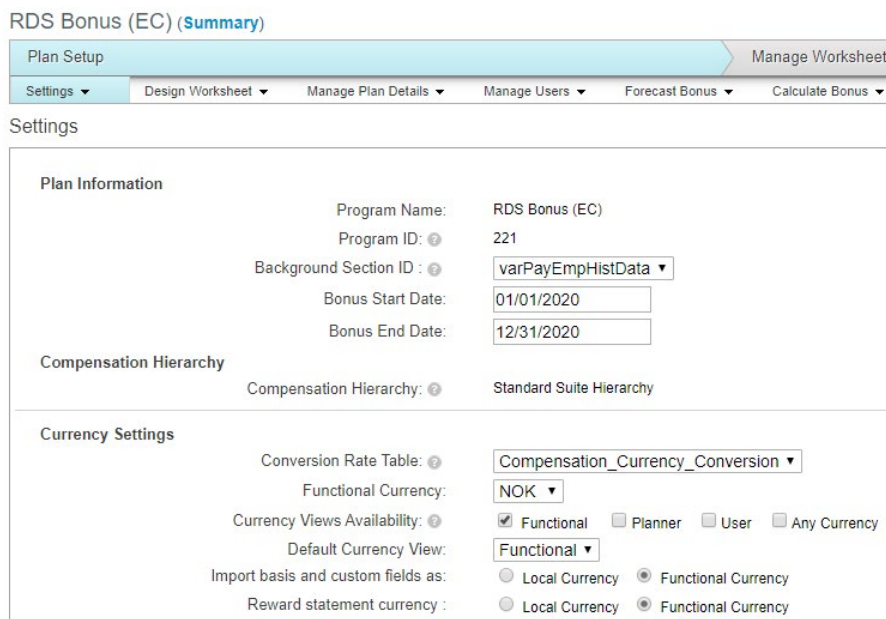 RDS Bonus (EC) (Summary)
Plan Setup Manage Worksheet
Settings Design Worksheet Manage Plan Details Manage Users Forecast Bonus Calculate Bonus
Settings
Plan Information
Program Name: RDS Bonus (EC)
Program ID: 221
Background Section ID : varPayEmpHistData
Bonus Start Date: 01/01/2020
Bonus End Date: 12/31/2020
Compensation Hierarchy
Compensation Hierarchy: Standard Suite Hierarchy
Currency Settings
Conversion Rate Table: Compensation_Currency_Conversion
Functional Currency: NOK
Currency Views Availability: Functional Planner User Any Currency
Default Currency View: Functional
Import basis and custom fields as: Local Currency Functional Currency
Reward statement currency : Local Currency Functional Currency